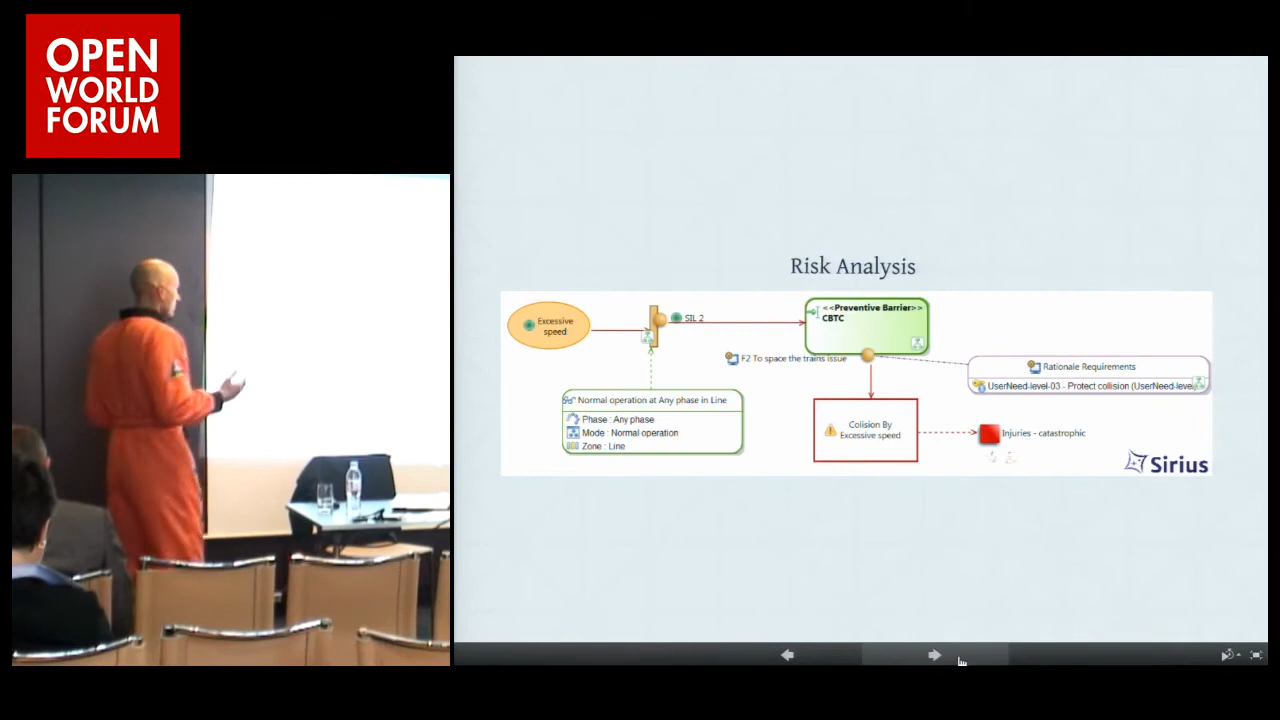 OPEN
WORLD
FORUM
Risk Analysis
Excessive
speed
SIL 2
<<Preventive Barrier>>
CBTC
F2 To space the trains issue
Rationale Requirements
UserNeed-level-03 - Protect collision (UserNeed-level
Normal operation at Any phase in Line
Phase : Any phase
Mode : Normal operation
Zone : Line
Colision By
Excessive speed
Injuries - catastrophic
Sirius